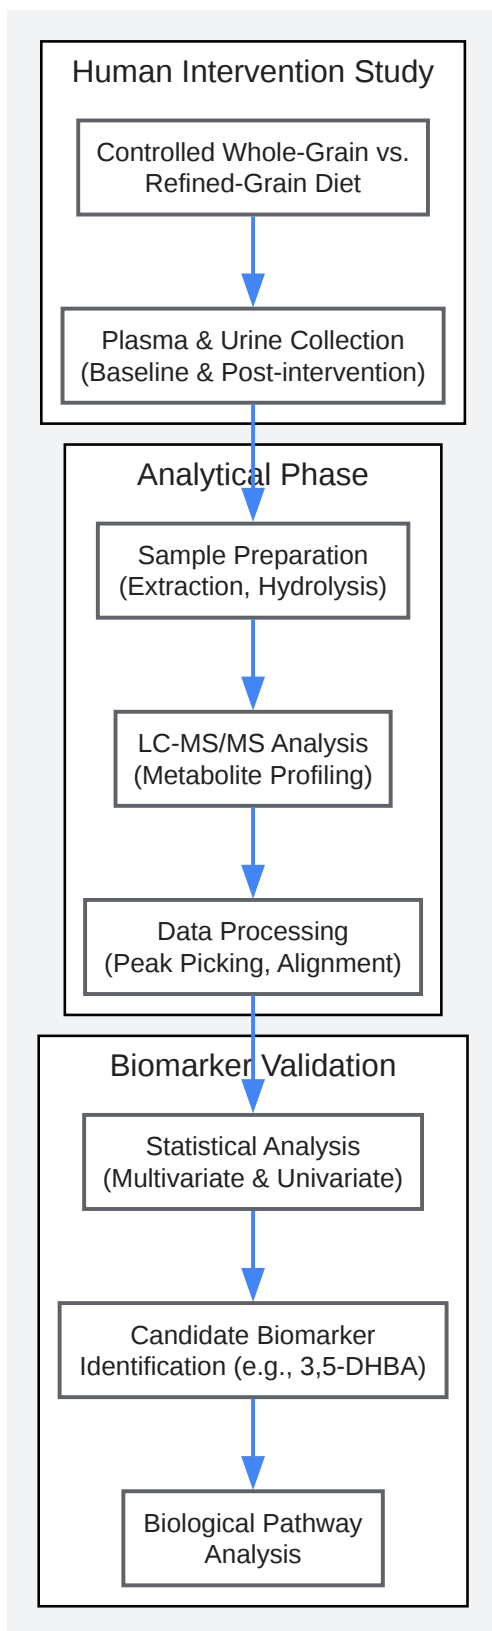 Human Intervention Study
Controlled Whole-Grain vs.
Refined-Grain Diet
Plasma & Urine Collection
(Baseline & Post-intervention)
Analytical Phase
Sample Preparation
(Extraction, Hydrolysis)
LC-MS/MS Analysis
(Metabolite Profiling)
Data Processing
(Peak Picking, Alignment)
Biomarker Validation
Statistical Analysis
(Multivariate & Univariate)
Candidate Biomarker
Identification (e.g., 3,5-DHBA)
Biological Pathway
Analysis